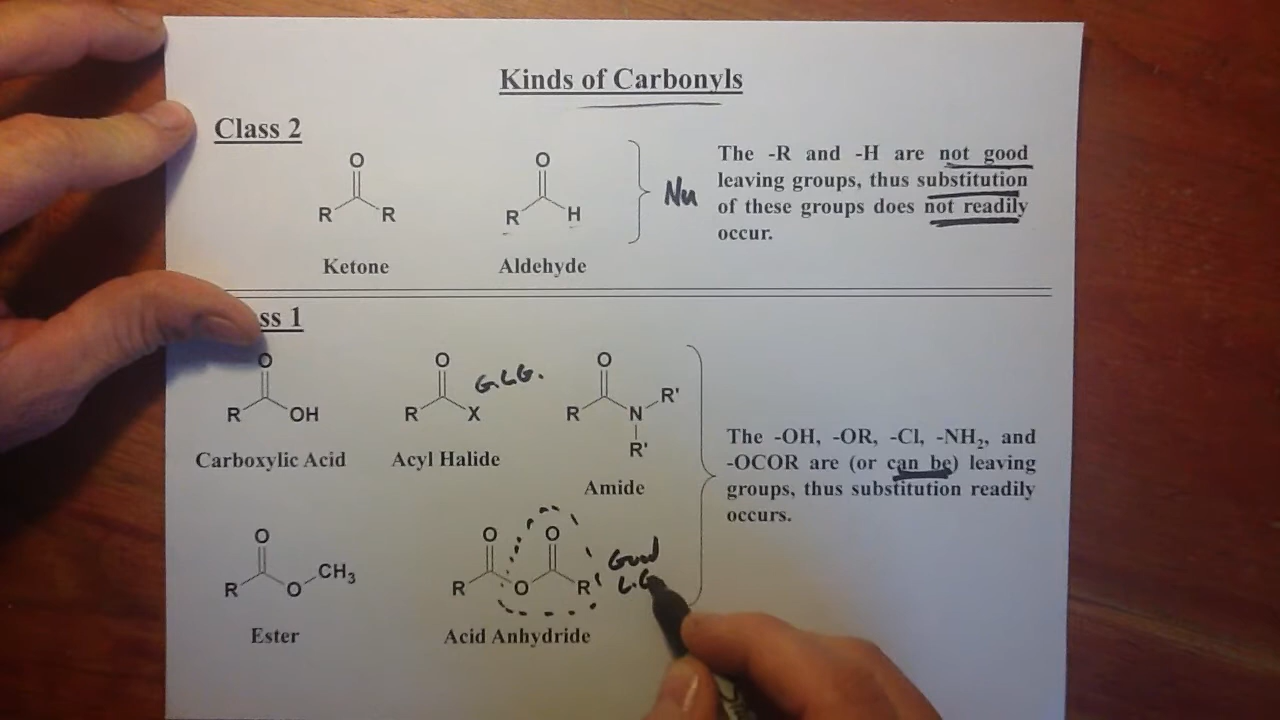 Kinds of Carbonyls
Class 2
O
R R
Ketone
O
R H
Aldehyde
Nu
The -R and -H are not good
leaving groups, thus substitution
of these groups does not readily
occur.
ss 1
O
R OH
Carboxylic Acid
O
R X
G.L.G.
Acyl Halide
O
R N R'
R'
Amide
The -OH, -OR, -Cl, -NH₂, and
-OCOR are (or can be) leaving
groups, thus substitution readily
occurs.
O
R O CH₃
Ester
O O
R O R'
Acid Anhydride
Good
L.G